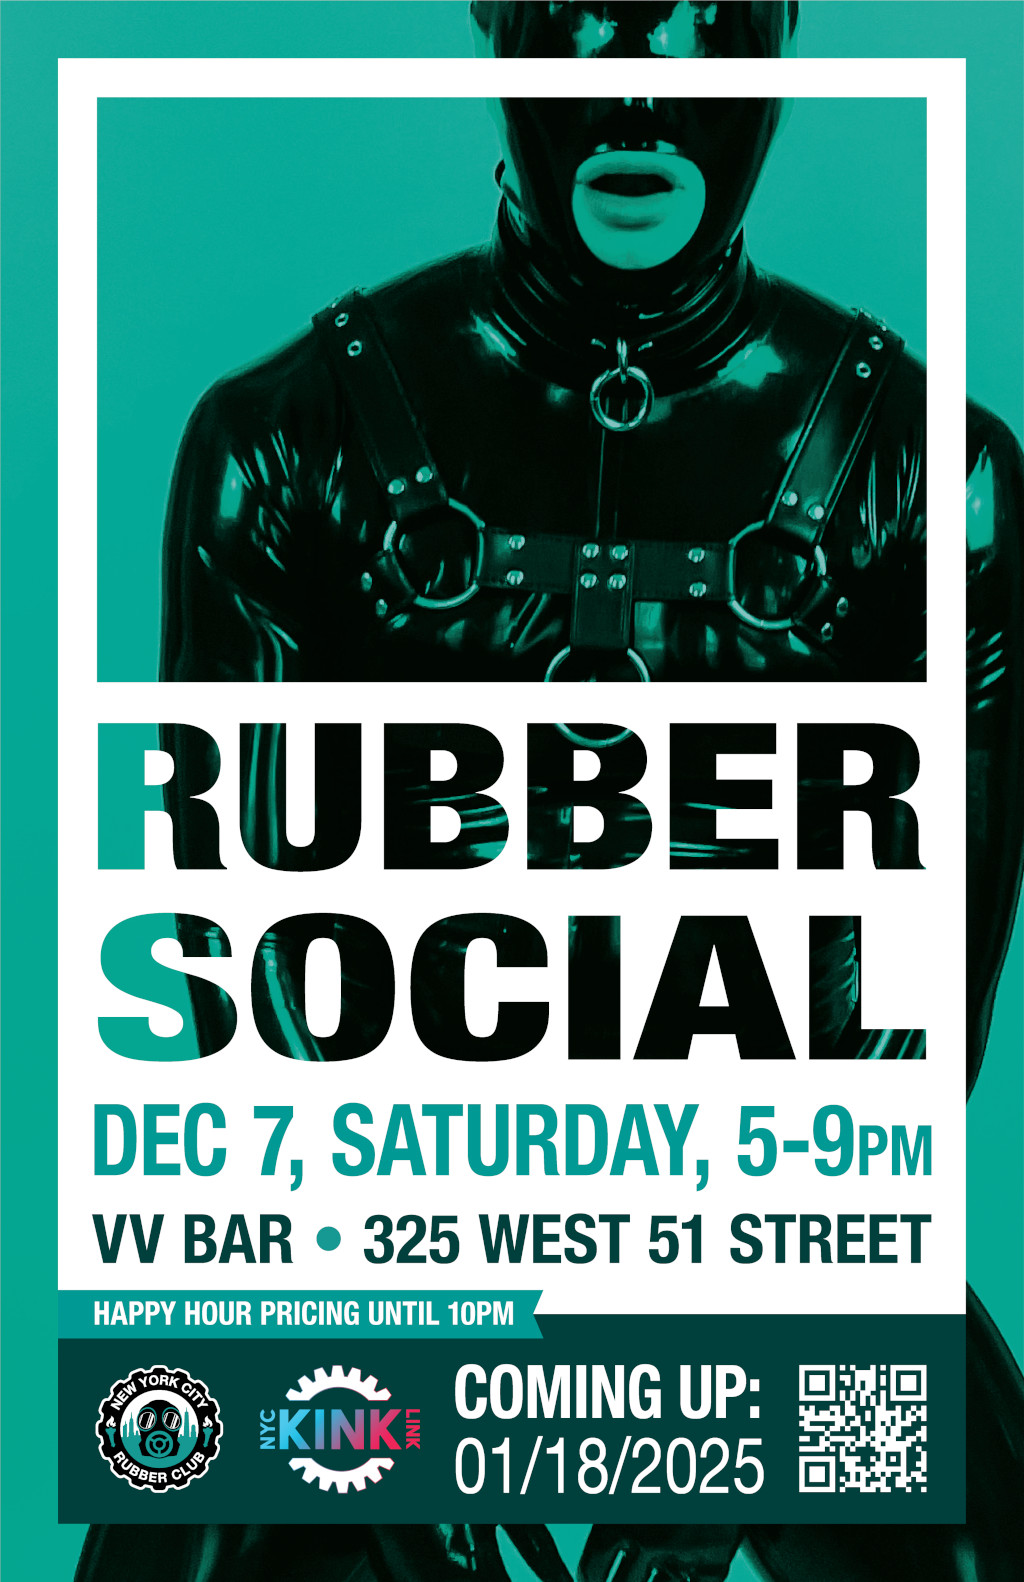 RUBBER
SOCIAL
DEC 7, SATURDAY, 5-9PM
VV BAR • 325 WEST 51 STREET
HAPPY HOUR PRICING UNTIL 10PM
NEW YORK CITY
RUBBER CLUB
NYC
KINK
LINK
COMING UP:
01/18/2025